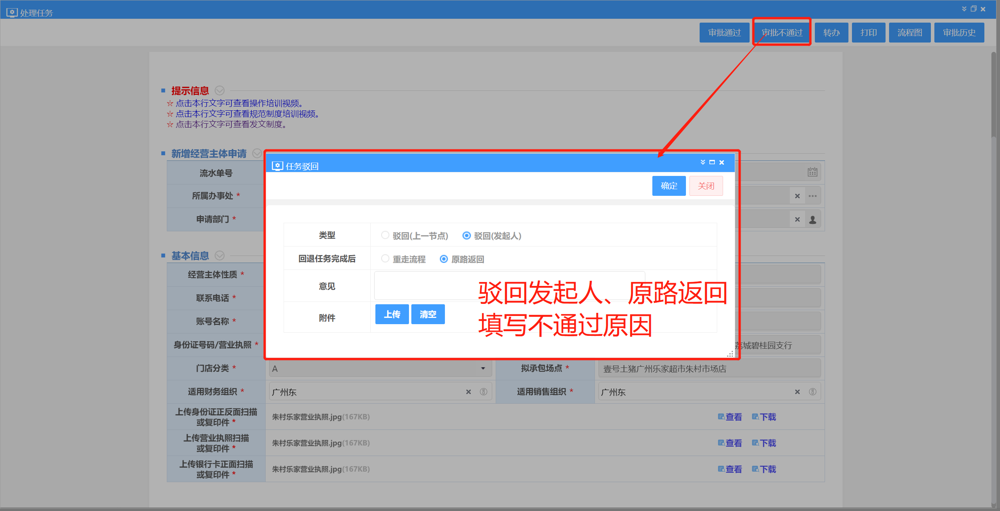 处理任务
审批通过 审批不通过 转办 打印 流程图 审批历史
提示信息
☆ 点击本行文字可查看操作培训视频。
☆ 点击本行文字可查看规范制度培训视频。
☆ 点击本行文字可查看发文制度。
新增经营主体申请
流水单号
所属办事处 *
申请部门 *
任务驳回
确定 关闭
类型 驳回(上一节点) 驳回(发起人)
回退任务完成后 重走流程 原路返回
意见
附件 上传 清空
驳回发起人、原路返回
填写不通过原因
基本信息
经营主体性质 *
联系电话 *
账号名称 *
身份证号码/营业执照 * 荔城碧桂园支行
门店分类 * A 拟承包场点 * 壹号土猪广州乐家超市朱村市场店
适用财务组织 * 广州东 适用销售组织 * 广州东
上传身份证正反面扫描
或复印件 * 朱村乐家营业执照.jpg(167KB) 查看 下载
上传营业执照扫描
或复印件 * 朱村乐家营业执照.jpg(167KB) 查看 下载
上传银行卡正面扫描
或复印件 * 朱村乐家营业执照.jpg(167KB) 查看 下载